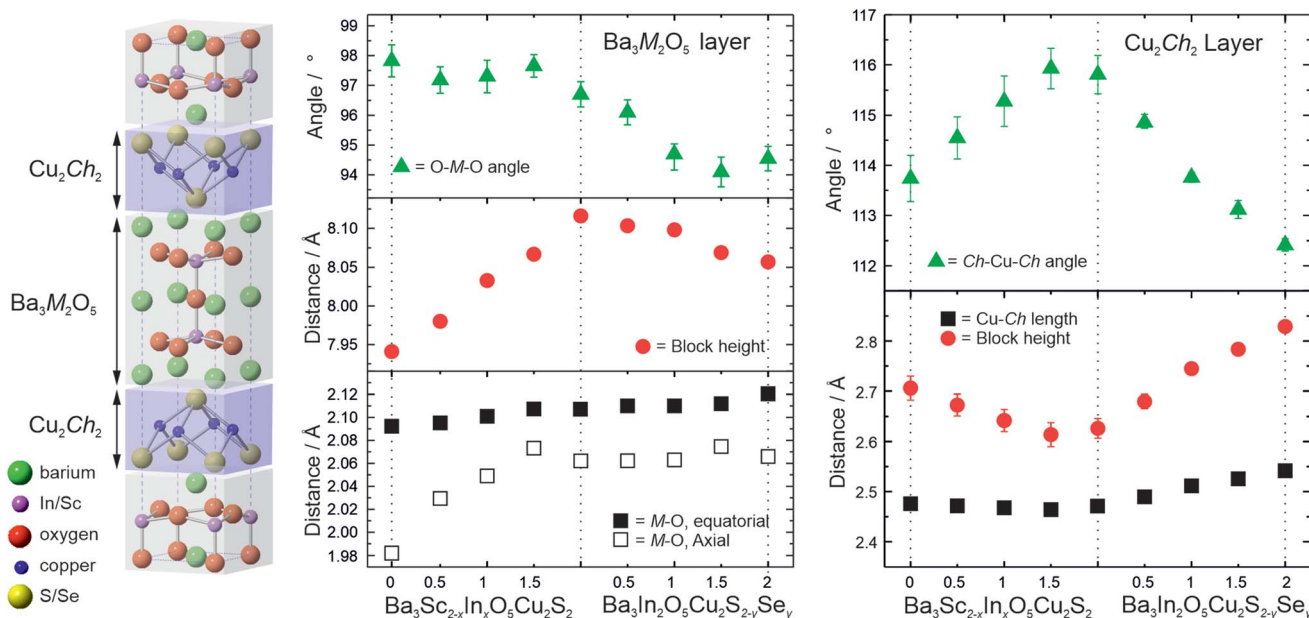 Cu2Ch2
Ba3M2O5
Cu2Ch2
barium
In/Sc
oxygen
copper
S/Se
Ba3M2O5 layer
Angle / °
98
97
96
95
94
= O-M-O angle
Distance / Å
8.10
8.05
8.00
7.95
= Block height
Distance / Å
2.12
2.10
2.08
2.06
2.04
2.02
2.00
1.98
= M-O, equatorial
= M-O, Axial
0 0.5 1 1.5 0.5 1 1.5 2
Ba3Sc2-xInxO5Cu2S2 Ba3In2O5Cu2S2-ySey
Cu2Ch2 Layer
Angle / °
116
115
114
113
112
= Ch-Cu-Ch angle
Distance / Å
2.8
2.7
2.6
2.5
2.4
= Cu-Ch length
= Block height
0 0.5 1 1.5 0.5 1 1.5 2
Ba3Sc2-xInxO5Cu2S2 Ba3In2O5Cu2S2-ySey